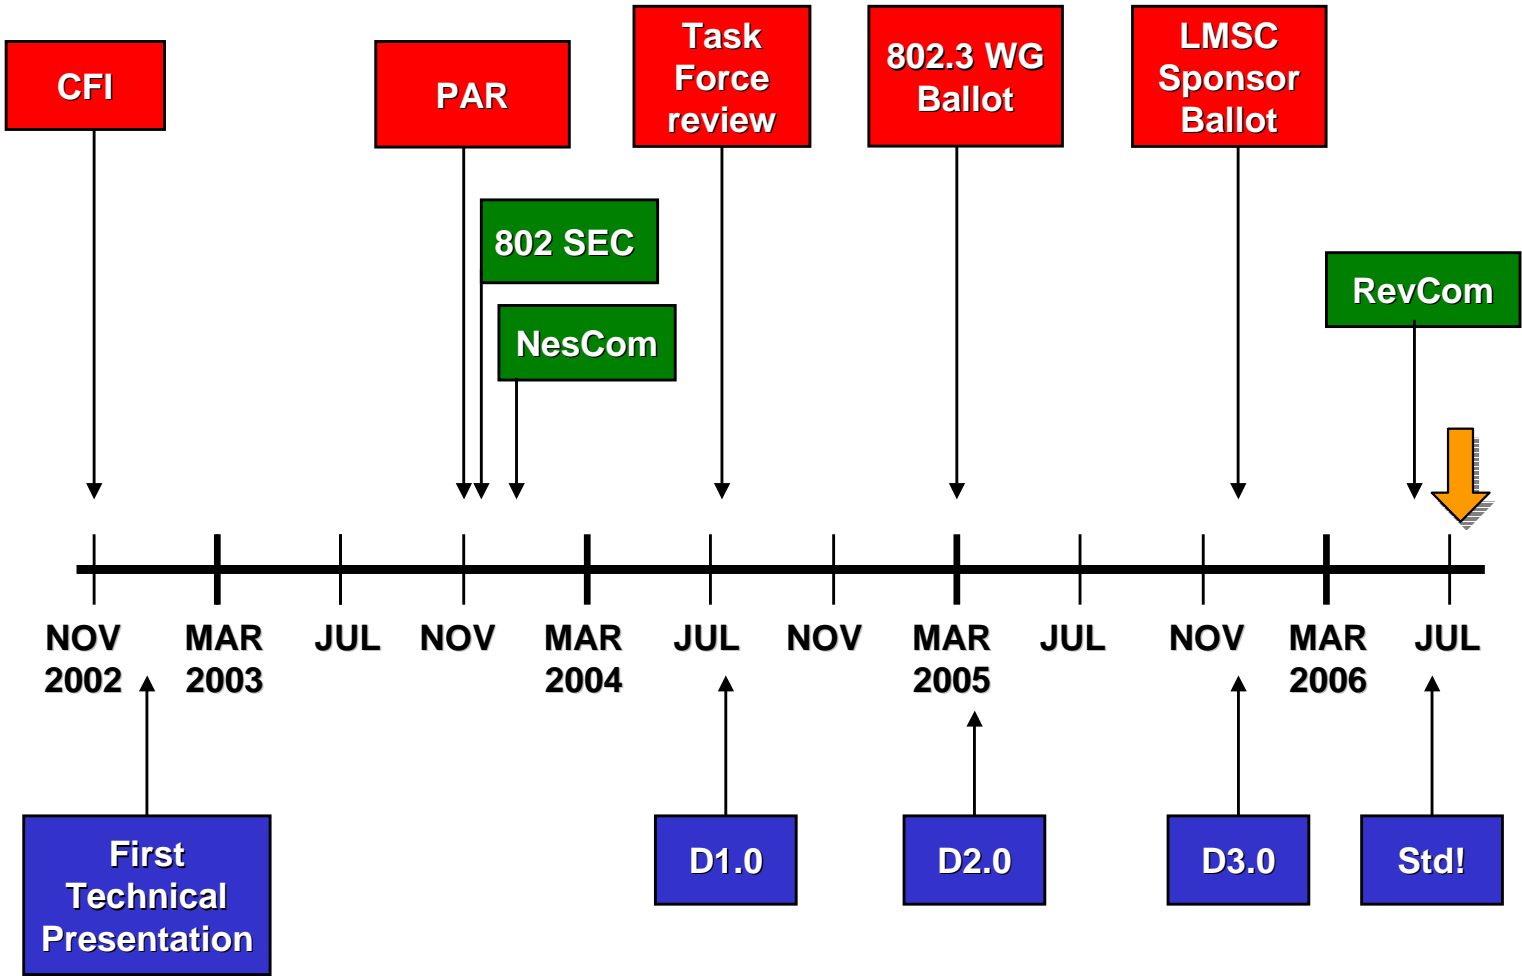 CFI
PAR
Task
Force
review
802.3 WG
Ballot
LMSC
Sponsor
Ballot
802 SEC
NesCom
RevCom
NOV
2002
MAR
2003
JUL
NOV
MAR
2004
JUL
NOV
MAR
2005
JUL
NOV
MAR
2006
JUL
First
Technical
Presentation
D1.0
D2.0
D3.0
Std!